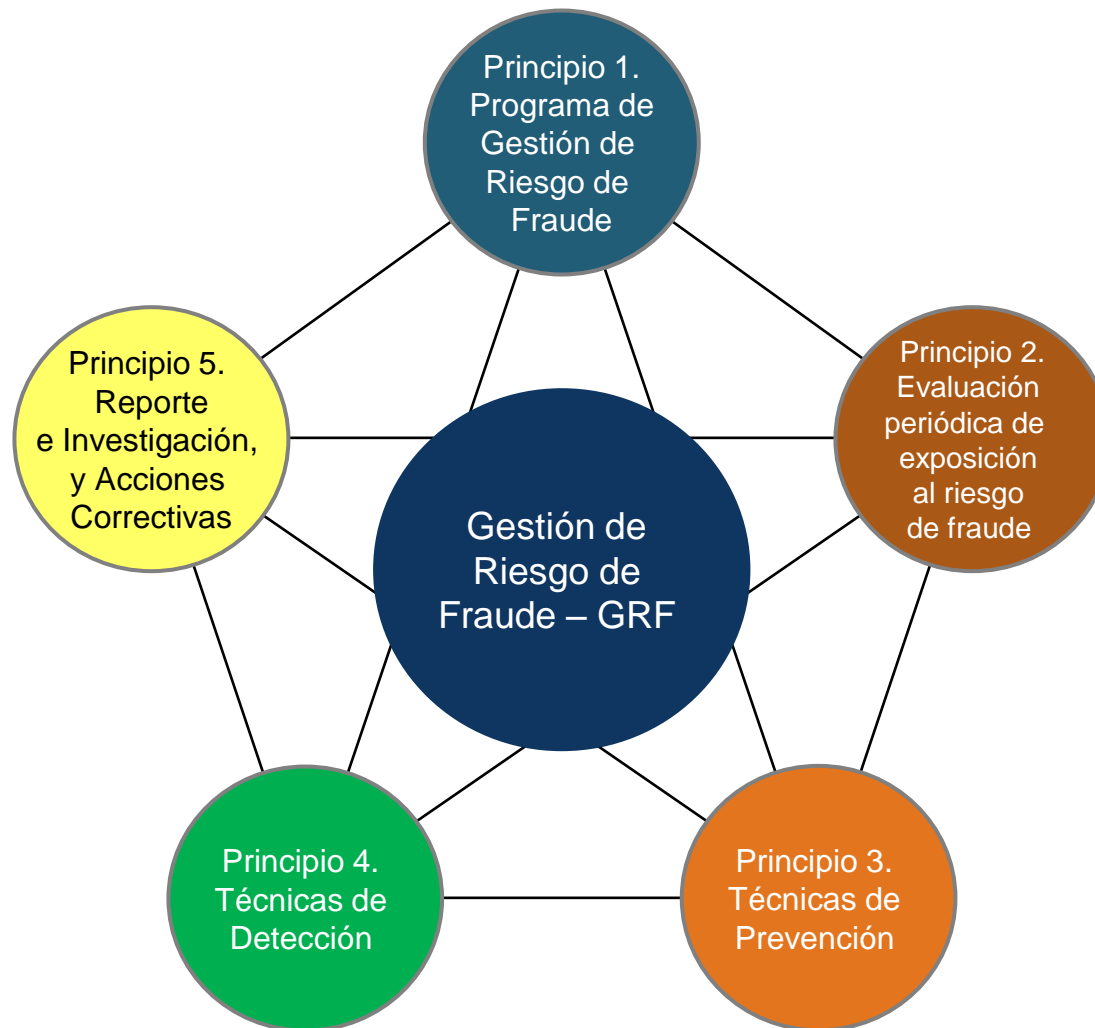 Principio 1.
Programa de
Gestión de
Riesgo de
Fraude
Principio 2.
Evaluación
periódica de
exposición
al riesgo
de fraude
Principio 5.
Reporte
e Investigación,
y Acciones
Correctivas
Gestión de
Riesgo de
Fraude – GRF
Principio 4.
Técnicas de
Detección
Principio 3.
Técnicas de
Prevención